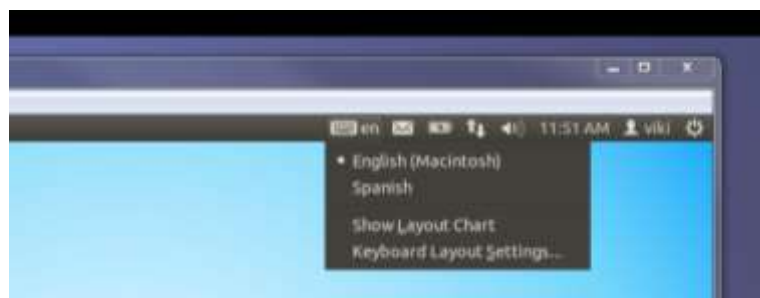 en 11:51 AM viki
English (Macintosh)
Spanish
Show Layout Chart
Keyboard Layout Settings...